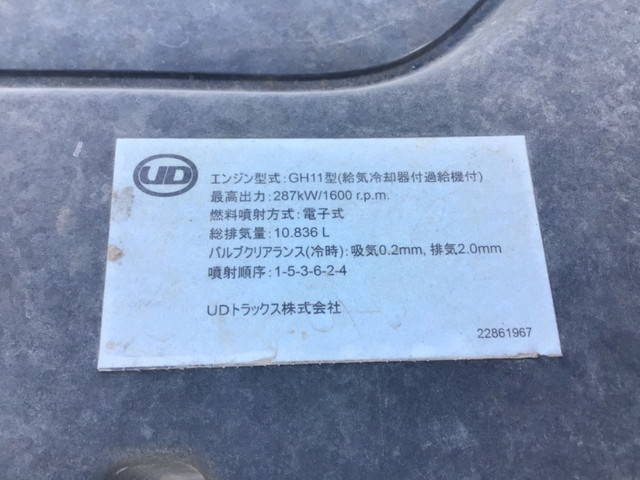 UD
エンジン型式：GH11型(給気冷却器付過給機付)
最高出力：287kW/1600 r.p.m.
燃料噴射方式：電子式
総排気量：10.836 L
バルブクリアランス(冷時)：吸気0.2mm, 排気2.0mm
噴射順序：1-5-3-6-2-4
UDトラックス株式会社
22861967